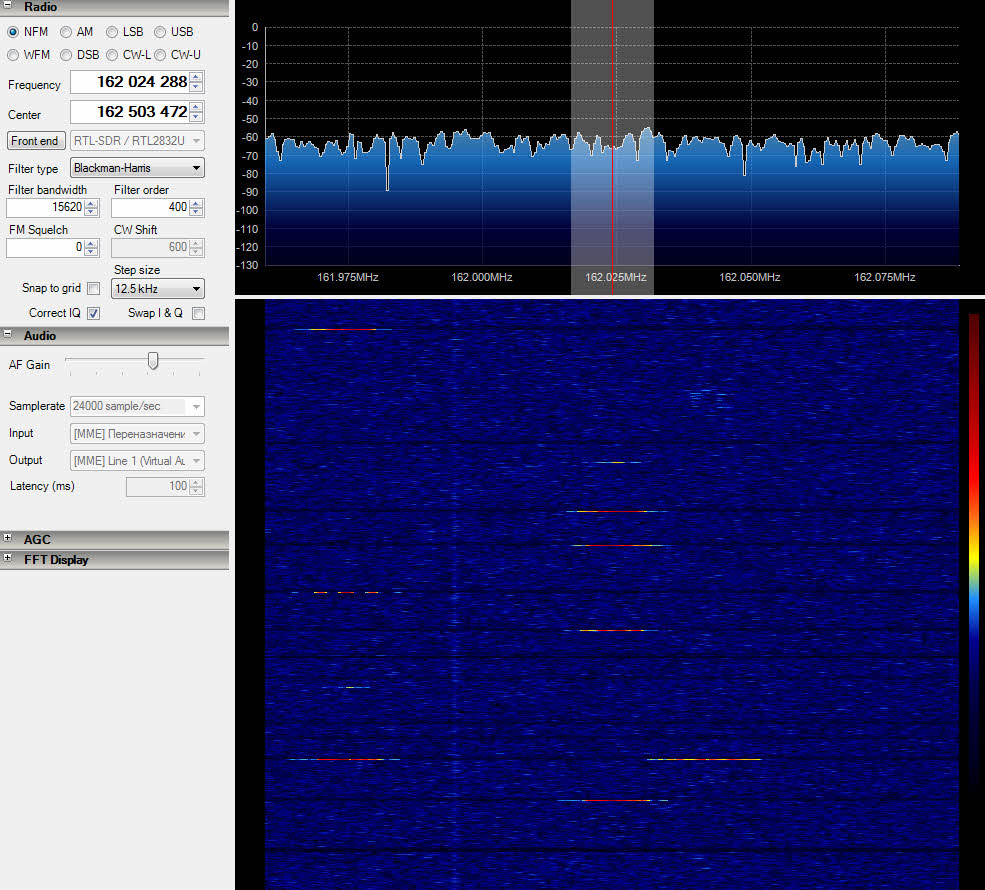 Radio
NFM AM LSB USB
WFM DSB CW-L CW-U
Frequency 162 024 288
Center 162 503 472
Front end RTL-SDR / RTL2832U
Filter type Blackman-Harris
Filter bandwidth Filter order
15620 400
FM Squelch CW Shift
0 600
Step size
Snap to grid 12.5 kHz
Correct IQ Swap I & Q
Audio
AF Gain
Samplerate 24000 sample/sec
Input [MME] Переназначени
Output [MME] Line 1 (Virtual Au
Latency (ms) 100
AGC
FFT Display
0
-10
-20
-30
-40
-50
-60
-70
-80
-90
-100
-110
-120
-130
161.975MHz 162.000MHz 162.025MHz 162.050MHz 162.075MHz